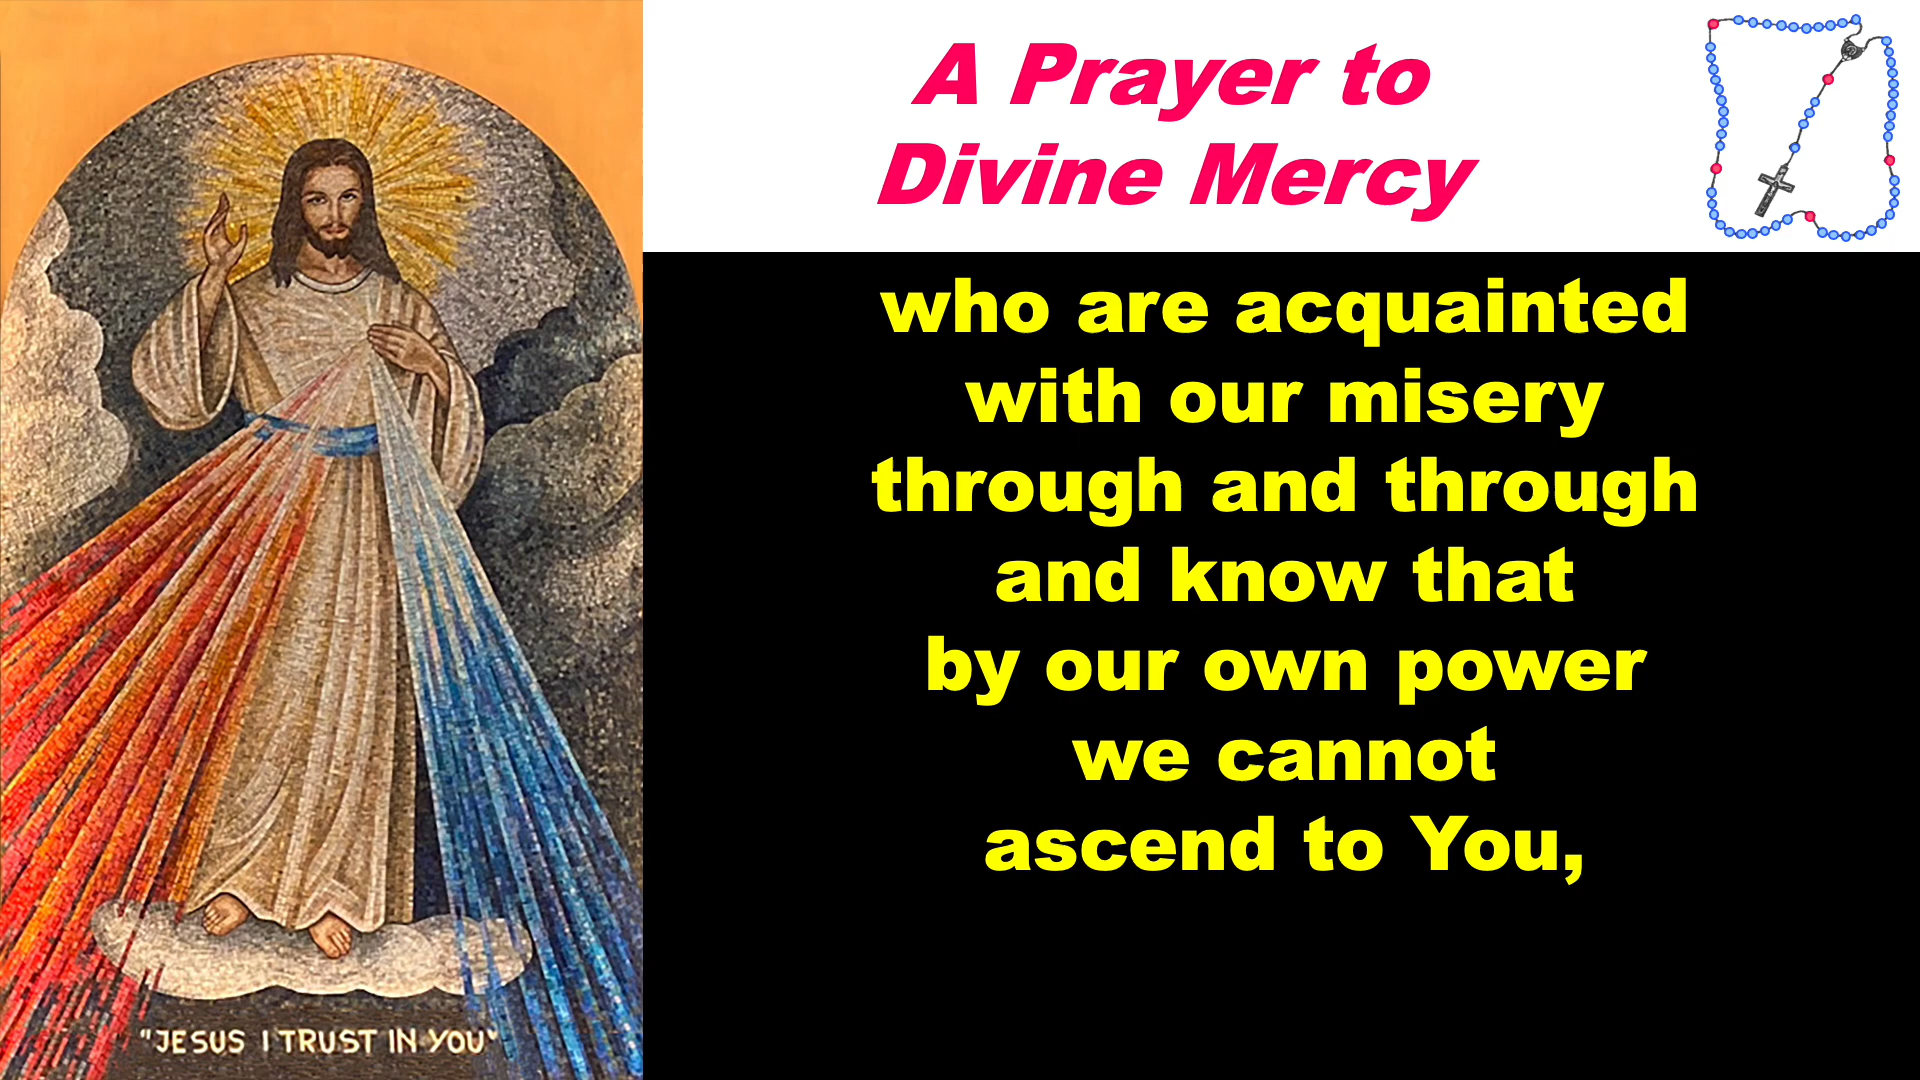 A Prayer to
Divine Mercy
who are acquainted
with our misery
through and through
and know that
by our own power
we cannot
ascend to You,
"JESUS I TRUST IN YOU"